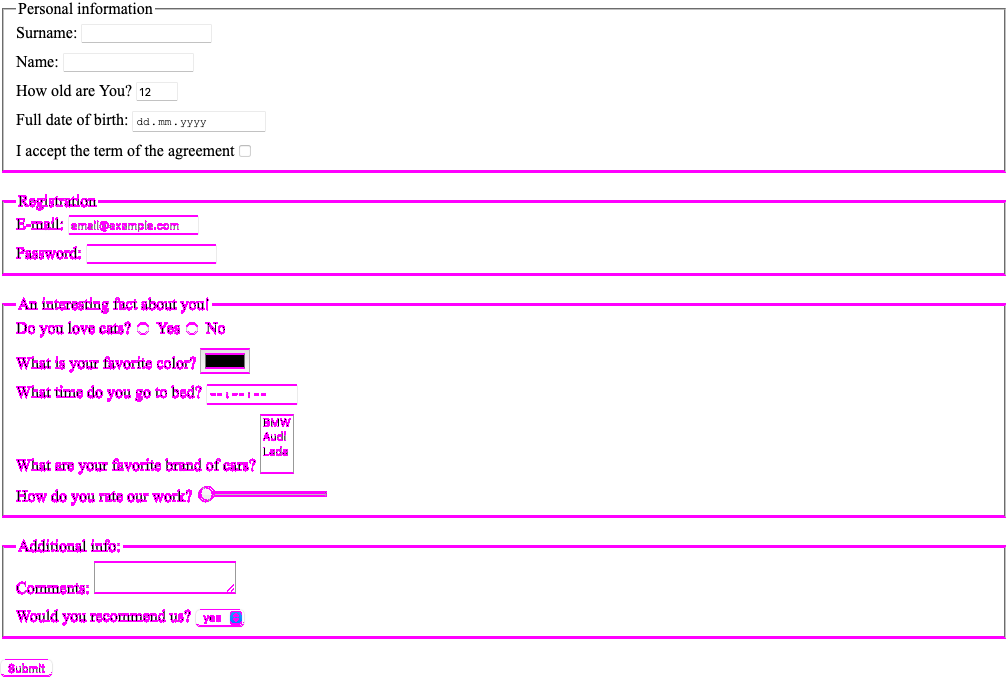 Personal information
Surname:
Name:
How old are You? 12
Full date of birth: dd.mm.yyyy
I accept the term of the agreement
Registration
E-mail: email@example.com
Password:
An interesting fact about you!
Do you love cats? Yes No
What is your favorite color?
What time do you go to bed? --:--:--
BMW
Audi
Lada
What are your favorite brand of cars?
How do you rate our work?
Additional info:
Comments:
Would you recommend us? yes
Submit